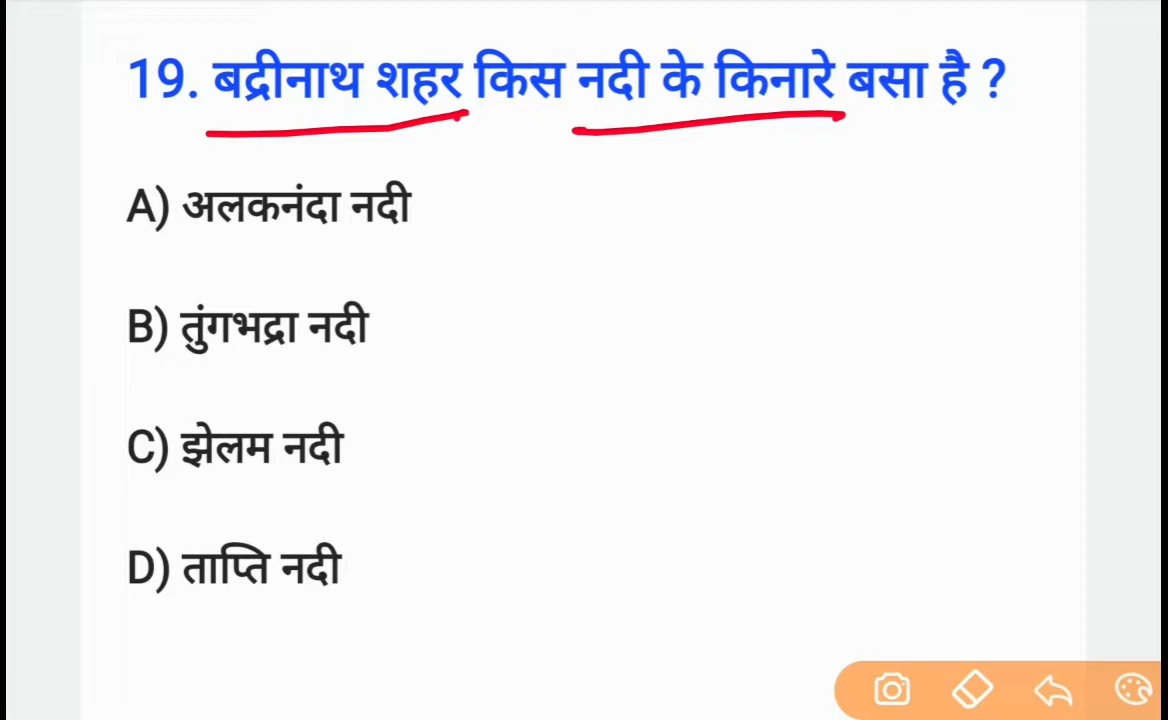 19. बद्रीनाथ शहर किस नदी के किनारे बसा है ?
A) अलकनंदा नदी
B) तुंगभद्रा नदी
C) झेलम नदी
D) ताप्ति नदी